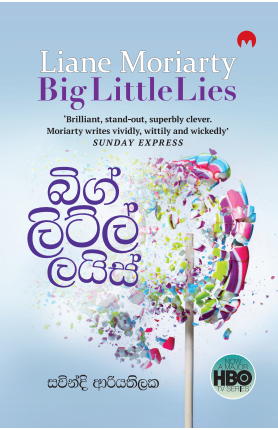 Liane Moriarty
Big Little Lies
'Brilliant, stand-out, superbly clever.
Moriarty writes vividly, wittily and wickedly'
SUNDAY EXPRESS
බිග්
ලිට්ල්
ලයිස්
සචින්දි ආරියතිලක
NOW
A MAJOR
HBO
TV SERIES